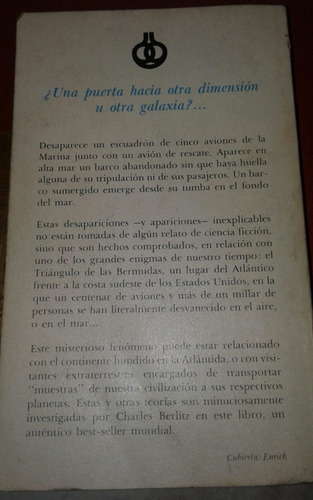 ¿Una puerta hacia otra dimensión
u otra galaxia?...
Desaparece un escuadrón de cinco aviones de la
Marina junto con un avión de rescate. Aparece en
alta mar un barco abandonado sin que haya huella
alguna de su tripulación ni de sus pasajeros. Un bar-
co sumergido emerge desde su tumba en el fondo
del mar.
Estas desapariciones —y apariciones— inexplicables
no están tomadas de algún relato de ciencia ficción,
sino que son hechos comprobados, en relación con
uno de los grandes enigmas de nuestro tiempo: el
Triángulo de las Bermudas, un lugar del Atlántico
frente a la costa sudeste de los Estados Unidos, en la
que un centenar de aviones y más de un millar de
personas se han literalmente desvanecido en el aire,
o en el mar...
Este misterioso fenómeno puede estar relacionado
con el continente hundido en la Atlántida, o con visi-
tantes extraterrestres encargados de transportar
"muestras" de nuestra civilización a sus respectivos
planetas. Estas y otras teorías son minuciosamente
investigadas por Charles Berlitz en este libro, un
auténtico best-seller mundial.
Cubierta: Enrich